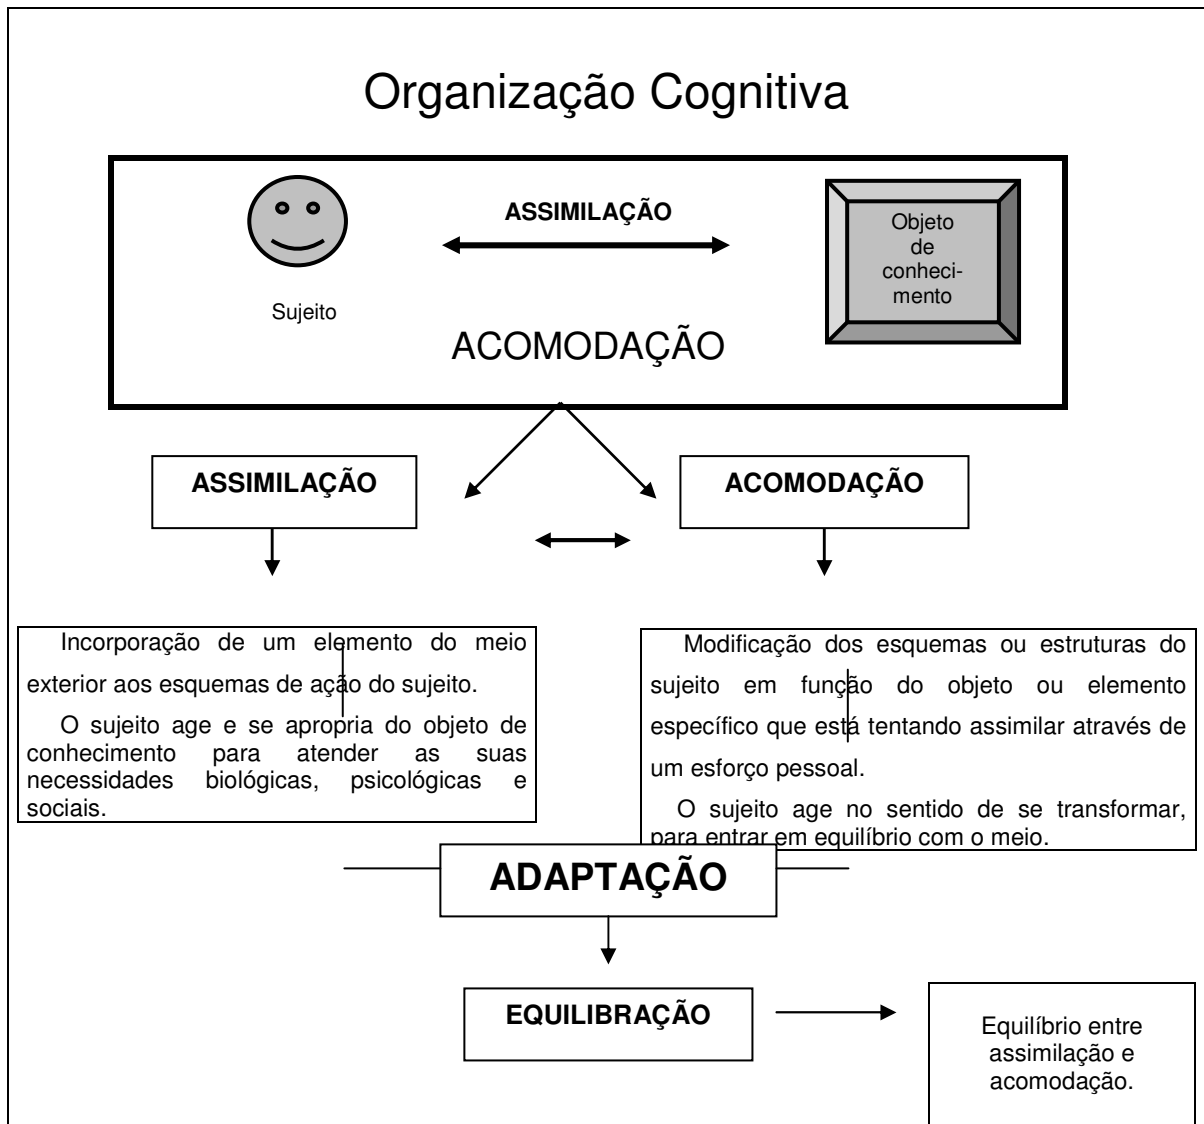 Organização Cognitiva
ASSIMILAÇÃO
Objeto
de
conheci-
mento
Sujeito
ACOMODAÇÃO
ASSIMILAÇÃO
ACOMODAÇÃO
Incorporação de um elemento do meio
exterior aos esquemas de ação do sujeito.
O sujeito age e se apropria do objeto de
conhecimento para atender as suas
necessidades biológicas, psicológicas e
sociais.
Modificação dos esquemas ou estruturas do
sujeito em função do objeto ou elemento
específico que está tentando assimilar através de
um esforço pessoal.
O sujeito age no sentido de se transformar,
para entrar em equilíbrio com o meio.
ADAPTAÇÃO
EQUILIBRAÇÃO
Equilíbrio entre
assimilação e
acomodação.